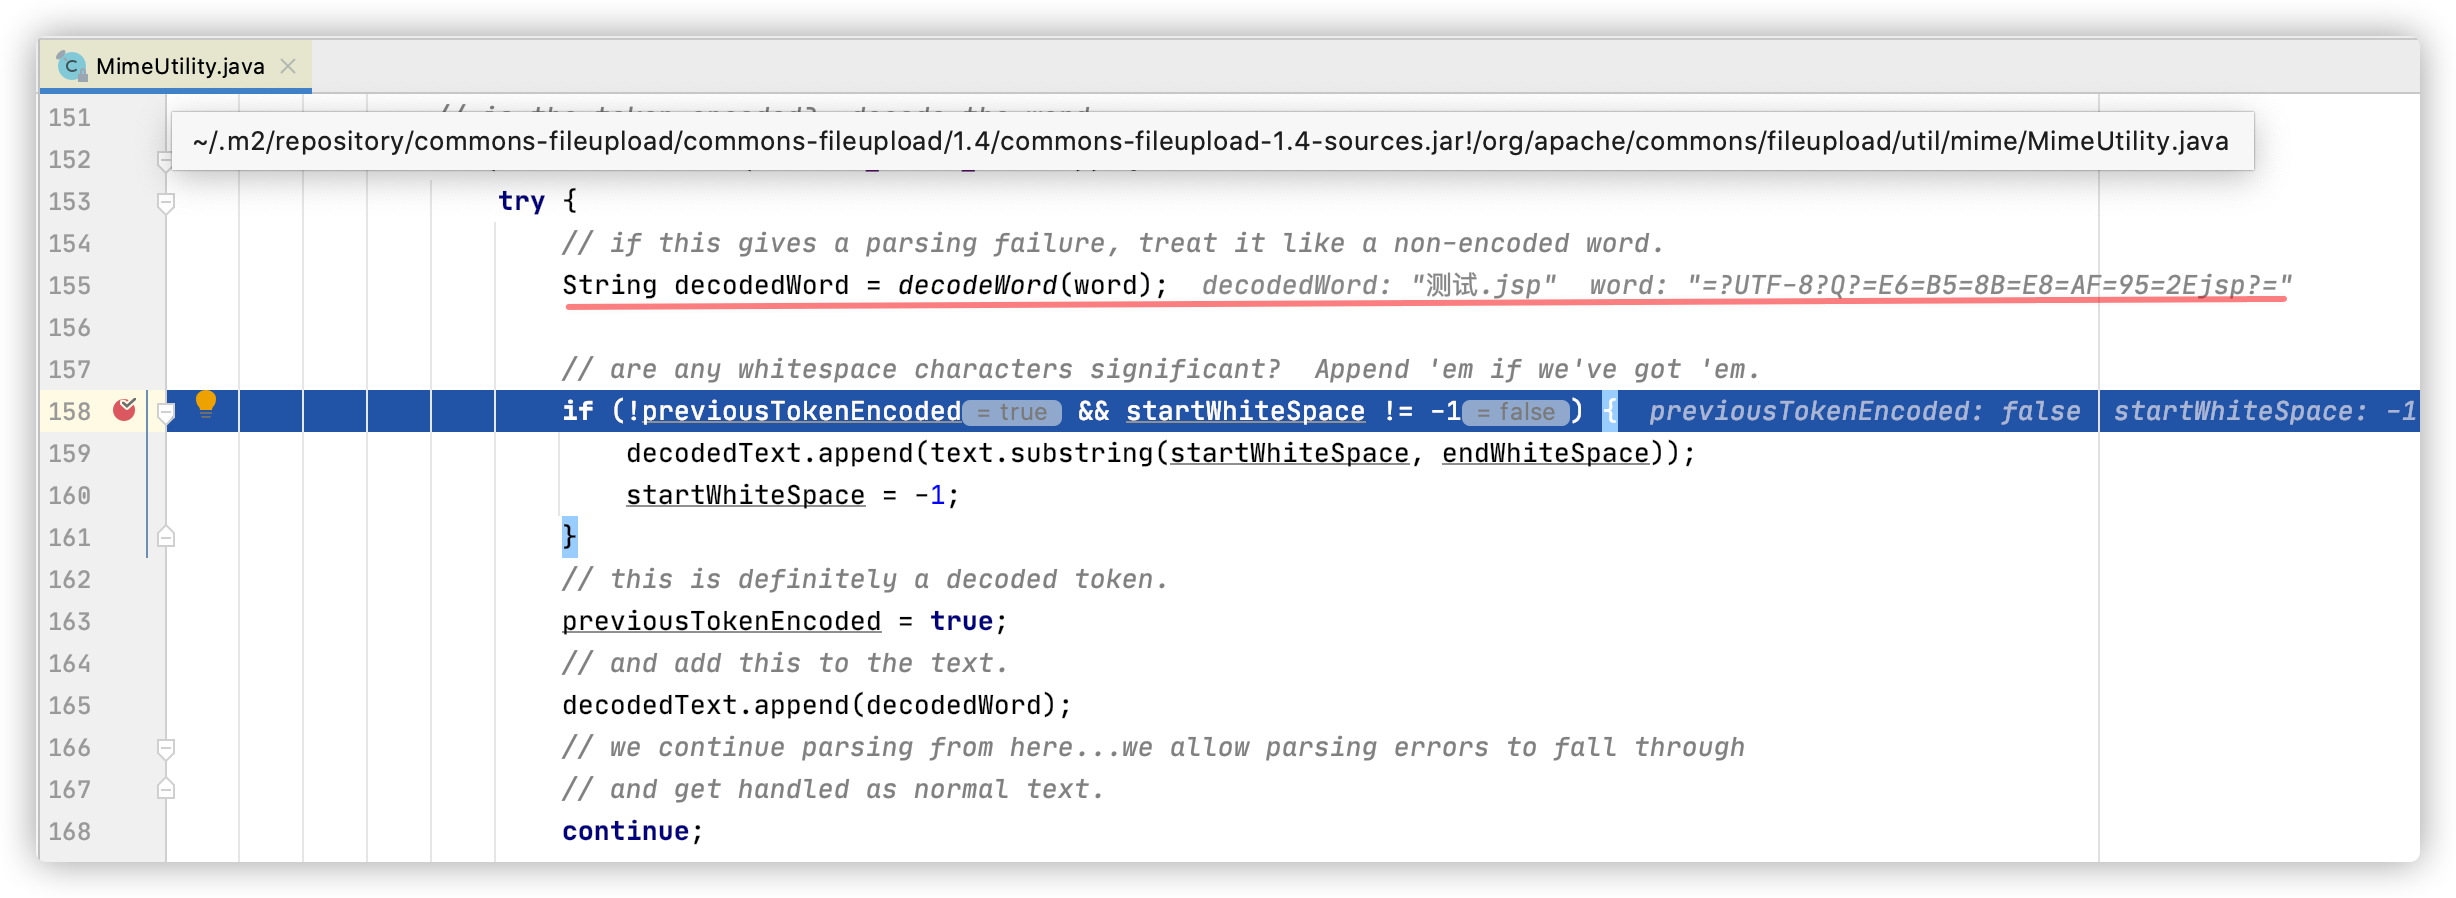 MimeUtility.java
151
~/.m2/repository/commons-fileupload/commons-fileupload/1.4/commons-fileupload-1.4-sources.jar!/org/apache/commons/fileupload/util/mime/MimeUtility.java
152
153 try {
154 // if this gives a parsing failure, treat it like a non-encoded word.
155 String decodedWord = decodeWord(word); decodedWord: "测试.jsp" word: "=?UTF-8?Q?=E6=B5=8B=E8=AF=95=2Ejsp?="
156
157 // are any whitespace characters significant? Append 'em if we've got 'em.
158 if (!previousTokenEncoded = true && startWhiteSpace != -1 = false ) { previousTokenEncoded: false startWhiteSpace: -1
159 decodedText.append(text.substring(startWhiteSpace, endWhiteSpace));
160 startWhiteSpace = -1;
161 }
162 // this is definitely a decoded token.
163 previousTokenEncoded = true;
164 // and add this to the text.
165 decodedText.append(decodedWord);
166 // we continue parsing from here...we allow parsing errors to fall through
167 // and get handled as normal text.
168 continue;